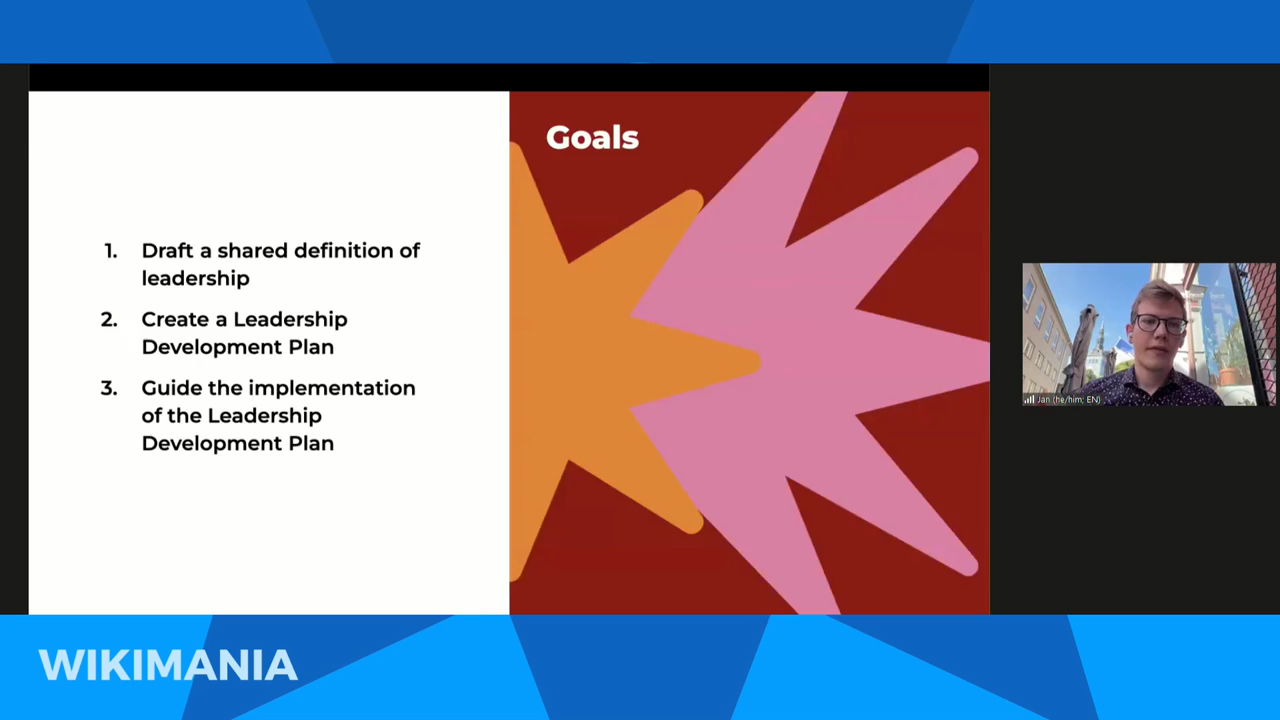 Goals
1. Draft a shared definition of
leadership
2. Create a Leadership
Development Plan
3. Guide the implementation
of the Leadership
Development Plan
Jan (he/him; EN)
WIKIMANIA